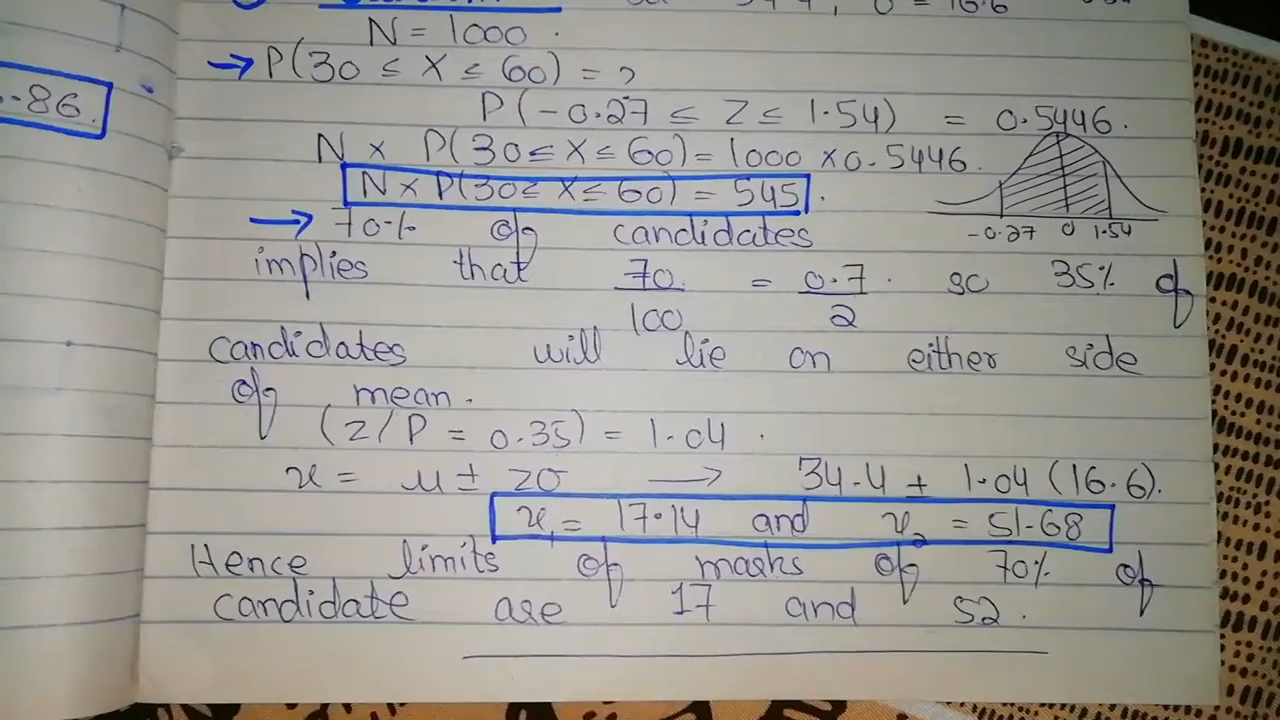 σ = 16.6
N = 1000.
→ P(30 ≤ X ≤ 60) = ?
-86.
P(-0.27 ≤ Z ≤ 1.54) = 0.5446.
N × P(30 ≤ X ≤ 60) = 1000 × 0.5446.
N × P(30 ≤ X ≤ 60) = 545.
→ 70% of candidates
-0.27 0 1.54
implies that 70/100 = 0.7/2. so 35% of
candidates will lie on either side
of mean.
(Z/P = 0.35) = 1.04.
x = μ ± zσ → 34.4 ± 1.04 (16.6).
x₁ = 17.14 and x₂ = 51.68
Hence limits of marks of 70% of
candidate are 17 and 52.